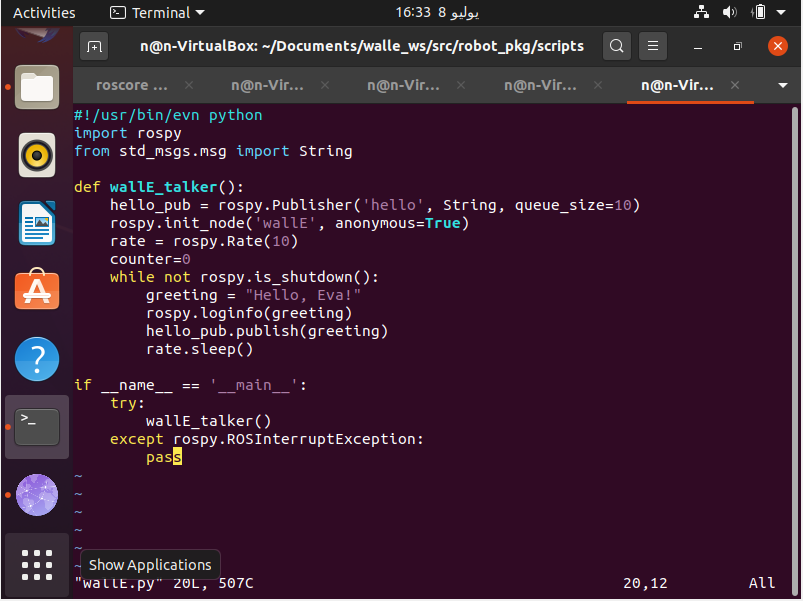 Activities Terminal 16:33 8 يوليو
n@n-VirtualBox: ~/Documents/walle_ws/src/robot_pkg/scripts
roscore ... × n@n-Vir... × n@n-Vir... × n@n-Vir... × n@n-Vir... ×
#!/usr/bin/evn python
import rospy
from std_msgs.msg import String
def wallE_talker():
    hello_pub = rospy.Publisher('hello', String, queue_size=10)
    rospy.init_node('wallE', anonymous=True)
    rate = rospy.Rate(10)
    counter=0
    while not rospy.is_shutdown():
        greeting = "Hello, Eva!"
        rospy.loginfo(greeting)
        hello_pub.publish(greeting)
        rate.sleep()
if __name__ == '__main__':
    try:
        wallE_talker()
    except rospy.ROSInterruptException:
        pass
~
~
~
~
~
~
Show Applications
"wallE.py" 20L, 507C 20,12 All